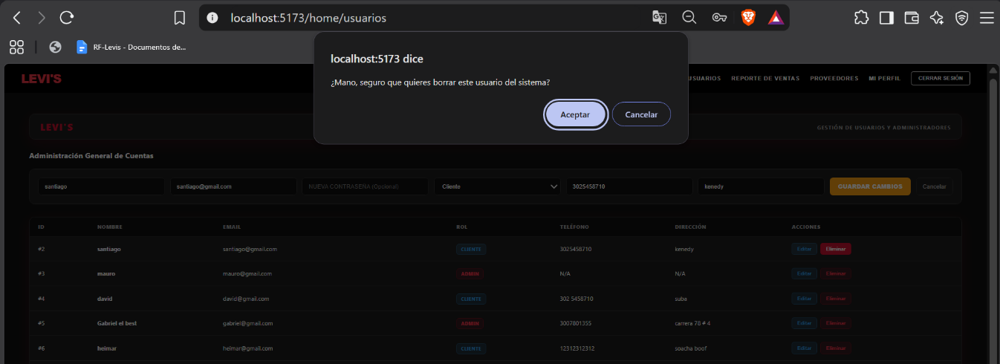 localhost:5173/home/usuarios
RF-Levis - Documentos de...
localhost:5173 dice
¿Mano, seguro que quieres borrar este usuario del sistema?
Aceptar
Cancelar
LEVI'S
USUARIOS
REPORTE DE VENTAS
PROVEEDORES
MI PERFIL
CERRAR SESIÓN
LEVI'S
GESTIÓN DE USUARIOS Y ADMINISTRADORES
Administración General de Cuentas
santiago
santiago@gmail.com
NUEVA CONTRASEÑA (Opcional)
Cliente
3025458710
kenedy
GUARDAR CAMBIOS
Cancelar
ID NOMBRE EMAIL ROL TELÉFONO DIRECCIÓN ACCIONES
#2 santiago santiago@gmail.com CLIENTE 3025458710 kenedy Editar Eliminar
#3 mauro mauro@gmail.com ADMIN N/A N/A Editar Eliminar
#4 david david@gmail.com CLIENTE 302 5458710 suba Editar Eliminar
#5 Gabriel el best gabriel@gmail.com ADMIN 3007801355 carrera 78 # 4 Editar Eliminar
#6 heimar heimar@gmail.com CLIENTE 12312312312 soacha boof Editar Eliminar